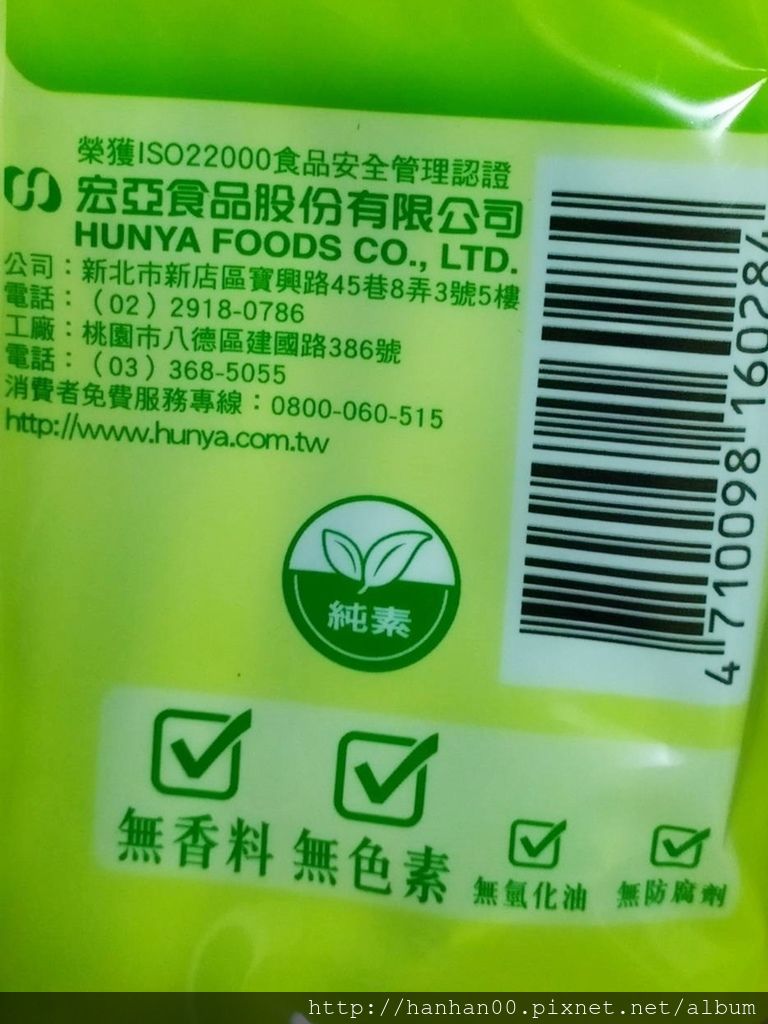 榮獲ISO22000食品安全管理認證
宏亞食品股份有限公司
HUNYA FOODS CO., LTD.
公司：新北市新店區寶興路45巷8弄3號5樓
電話：（02）2918-0786
工廠：桃園市八德區建國路386號
電話：（03）368-5055
消費者免費服務專線：0800-060-515
http://www.hunya.com.tw
4 710098 160284
純素
無香料 無色素 無氫化油 無防腐劑
http://hanhan00.pixnet.net/album